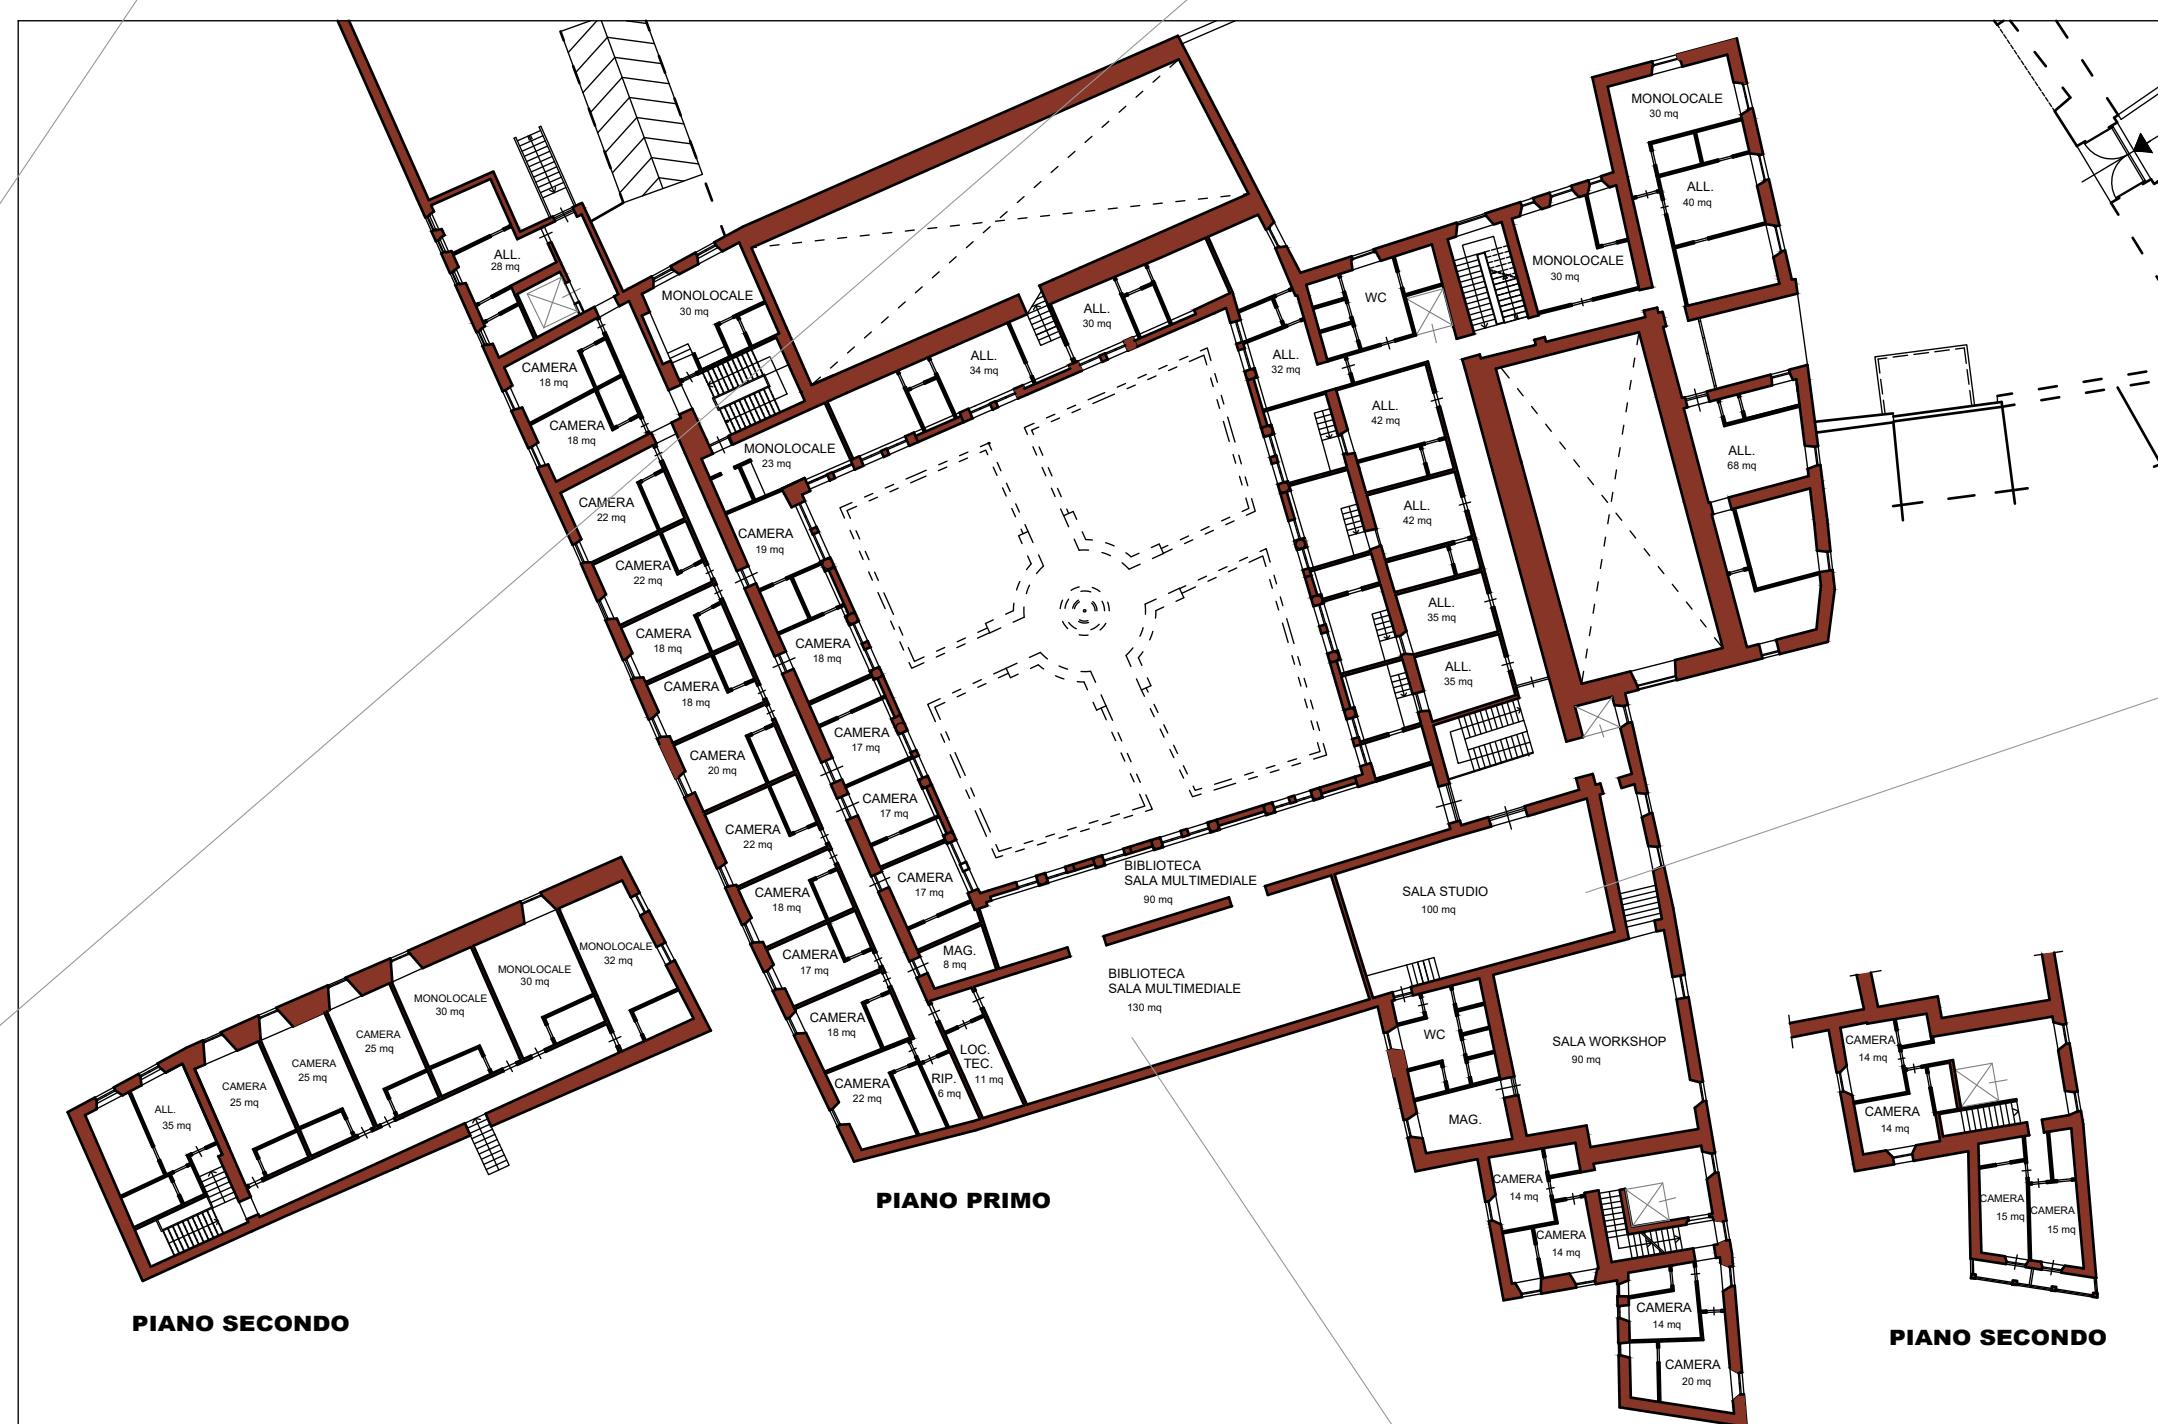 MONOLOCALE
30 mq
ALL.
40 mq
MONOLOCALE
30 mq
WC
ALL.
28 mq
MONOLOCALE
30 mq
ALL.
30 mq
ALL.
34 mq
ALL.
32 mq
CAMERA
18 mq
CAMERA
18 mq
MONOLOCALE
23 mq
ALL.
42 mq
ALL.
68 mq
CAMERA
22 mq
CAMERA
19 mq
ALL.
42 mq
CAMERA
22 mq
CAMERA
18 mq
CAMERA
18 mq
ALL.
35 mq
CAMERA
18 mq
ALL.
35 mq
CAMERA
17 mq
CAMERA
20 mq
CAMERA
17 mq
CAMERA
22 mq
CAMERA
17 mq
CAMERA
18 mq
BIBLIOTECA
SALA MULTIMEDIALE
90 mq
SALA STUDIO
100 mq
CAMERA
17 mq
MAG.
8 mq
BIBLIOTECA
SALA MULTIMEDIALE
130 mq
CAMERA
18 mq
WC
SALA WORKSHOP
90 mq
LOC.
TEC.
11 mq
RIP.
6 mq
CAMERA
22 mq
MAG.
CAMERA
14 mq
CAMERA
14 mq
CAMERA
14 mq
CAMERA
20 mq
PIANO PRIMO
MONOLOCALE
32 mq
MONOLOCALE
30 mq
MONOLOCALE
30 mq
CAMERA
25 mq
CAMERA
25 mq
CAMERA
25 mq
ALL.
35 mq
PIANO SECONDO
CAMERA
14 mq
CAMERA
14 mq
CAMERA
15 mq
CAMERA
15 mq
PIANO SECONDO